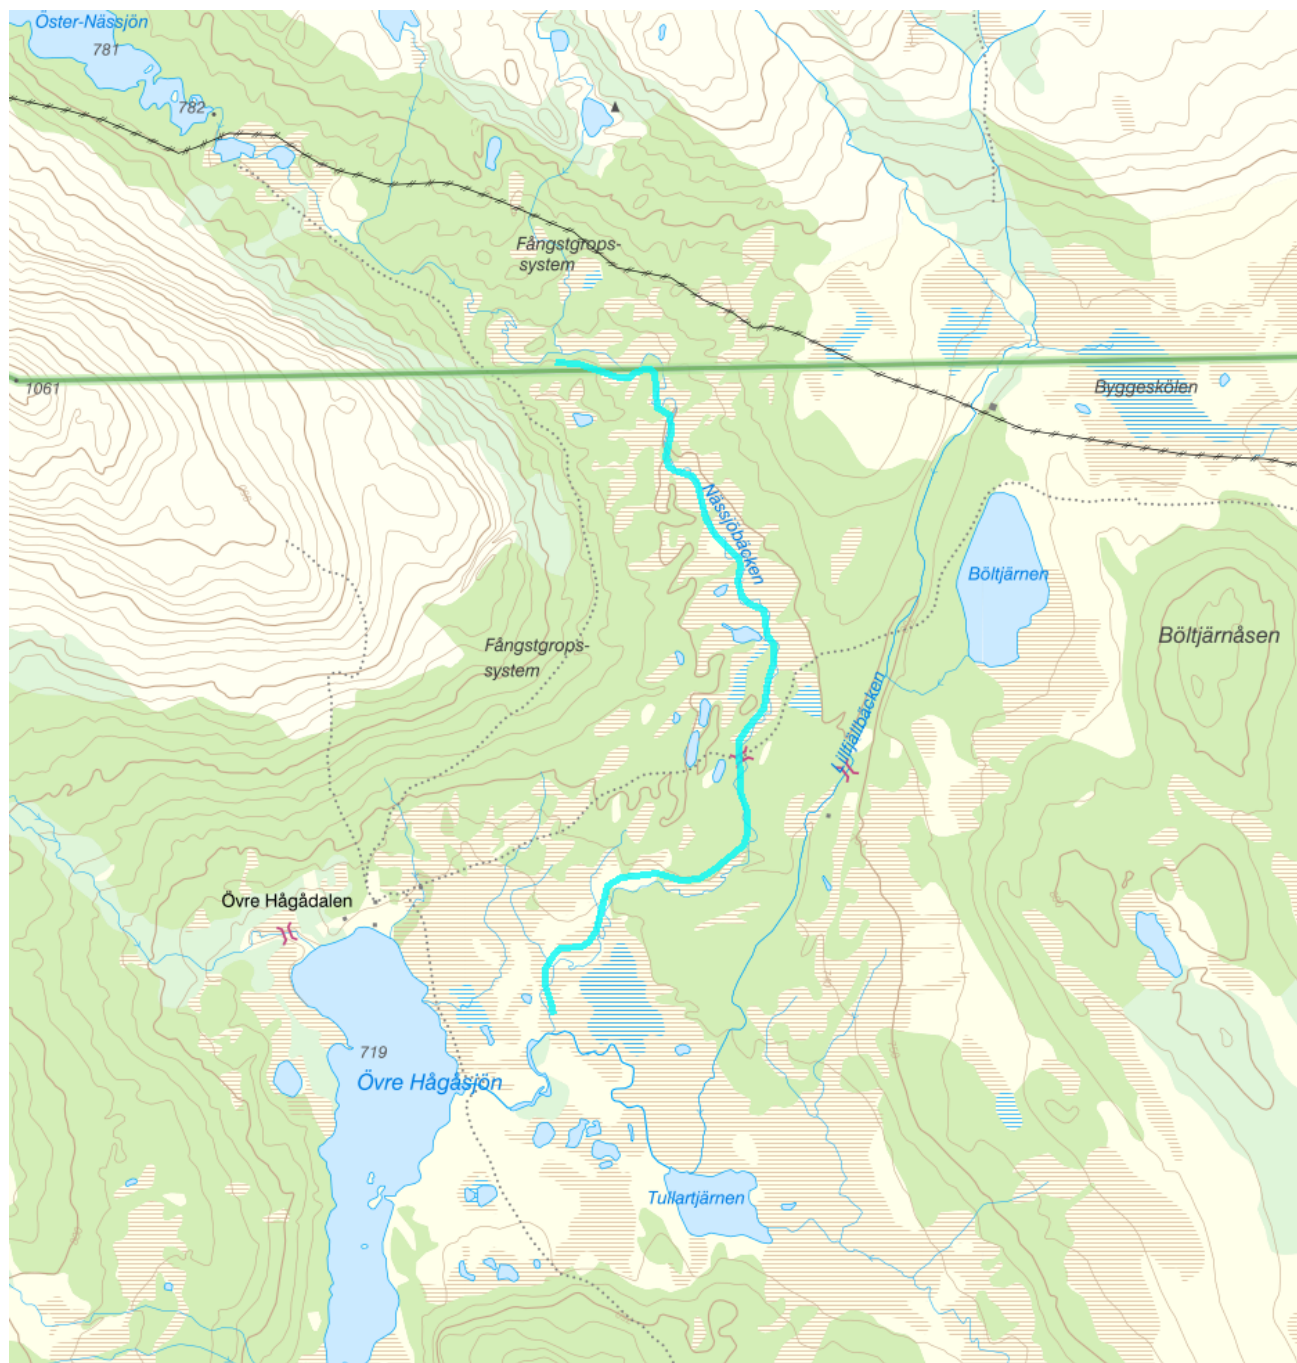 Öster-Nässjön
781
782
Fångstgrops-
system
1061
Byggeskölen
Nässjöbäcken
Böltjärnen
Böltjärnåsen
Fångstgrops-
system
Lillfjällbäcken
Övre Hågådalen
719
Övre Hågåsjön
Tullartjärnen